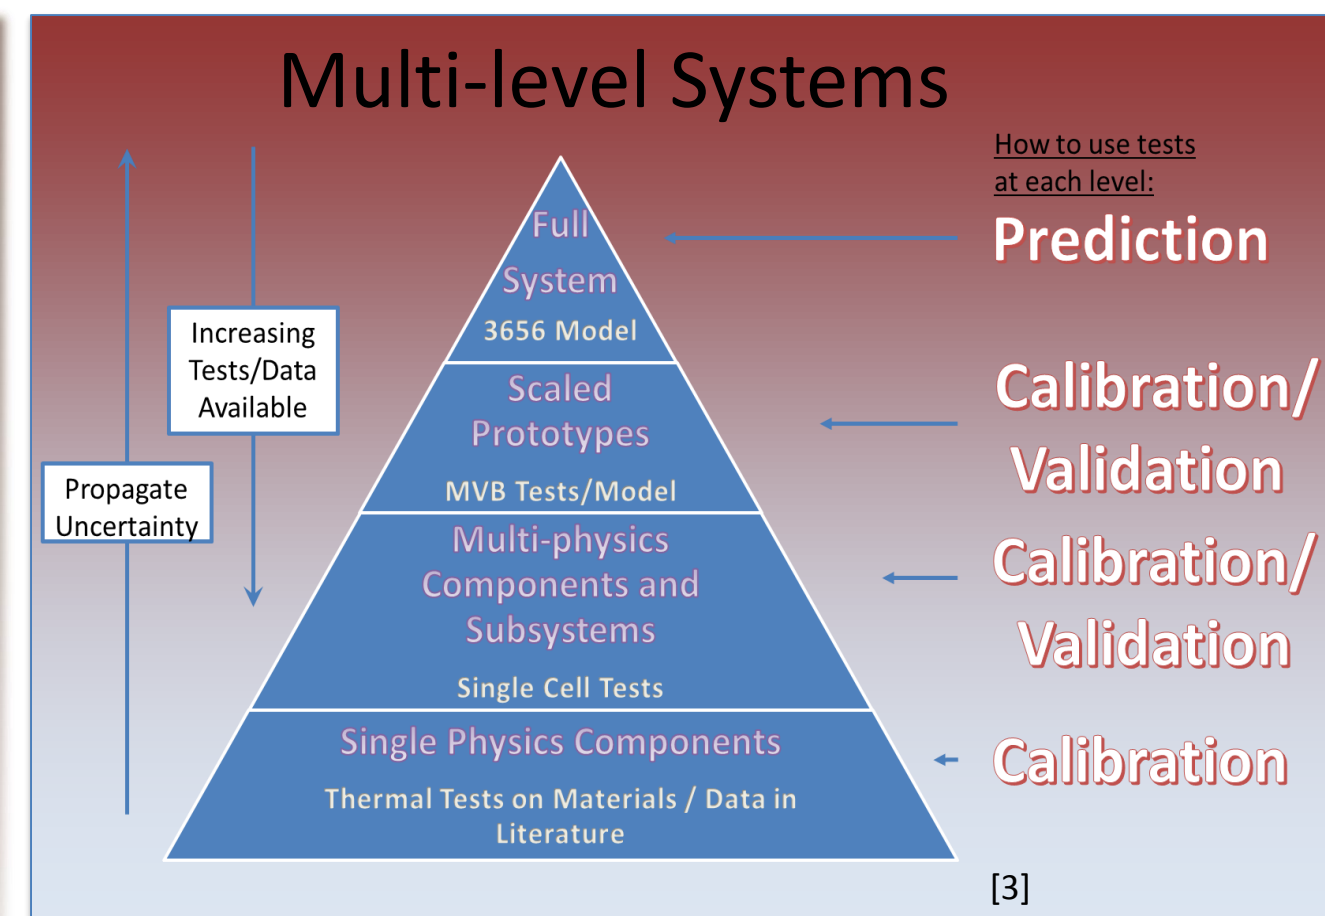 Multi-level Systems
How to use tests
at each level:
Full
System
3656 Model
Prediction
Increasing
Tests/Data
Available
Scaled
Prototypes
MVB Tests/Model
Calibration/
Validation
Propagate
Uncertainty
Multi-physics
Components and
Subsystems
Single Cell Tests
Calibration/
Validation
Single Physics Components
Thermal Tests on Materials / Data in
Literature
Calibration
[3]